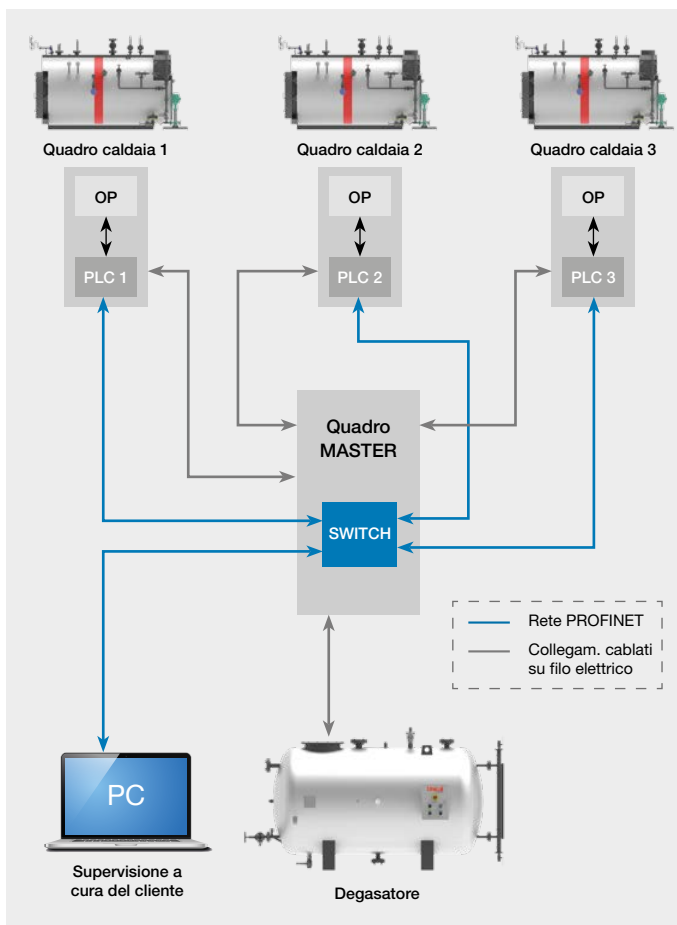 Quadro caldaia 1
Quadro caldaia 2
Quadro caldaia 3
OP
OP
OP
PLC 1
PLC 2
PLC 3
Quadro
MASTER
SWITCH
Rete PROFINET
Collegam. cablati
su filo elettrico
PC
Supervisione a
cura del cliente
Degasatore